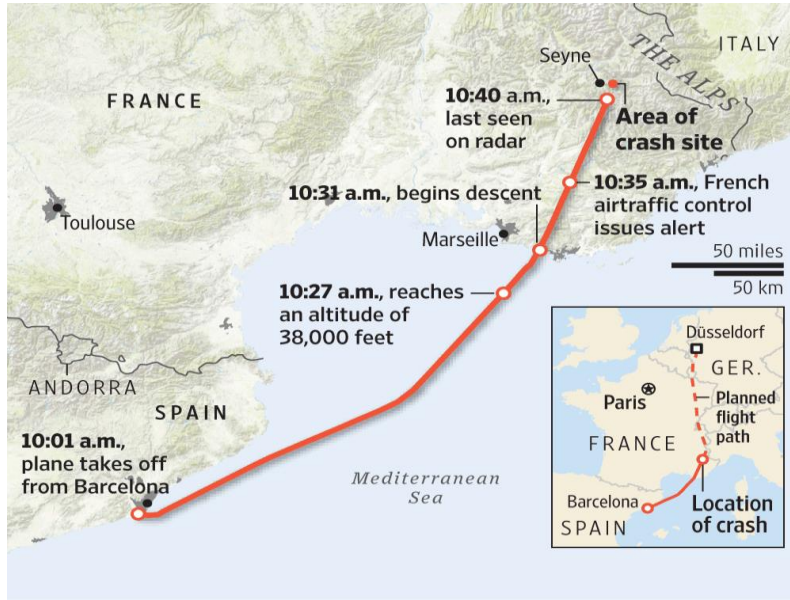 ITALY
THE ALPS
Seyne
FRANCE
10:40 a.m.,
last seen
on radar
Area of
crash site
10:31 a.m., begins descent
10:35 a.m., French
airtraffic control
issues alert
Toulouse
Marseille
50 miles
50 km
10:27 a.m., reaches
an altitude of
38,000 feet
ANDORRA
SPAIN
10:01 a.m.,
plane takes off
from Barcelona
Mediterranean
Sea
Düsseldorf
GER.
Paris
Planned
flight
path
FRANCE
Barcelona
SPAIN
Location
of crash